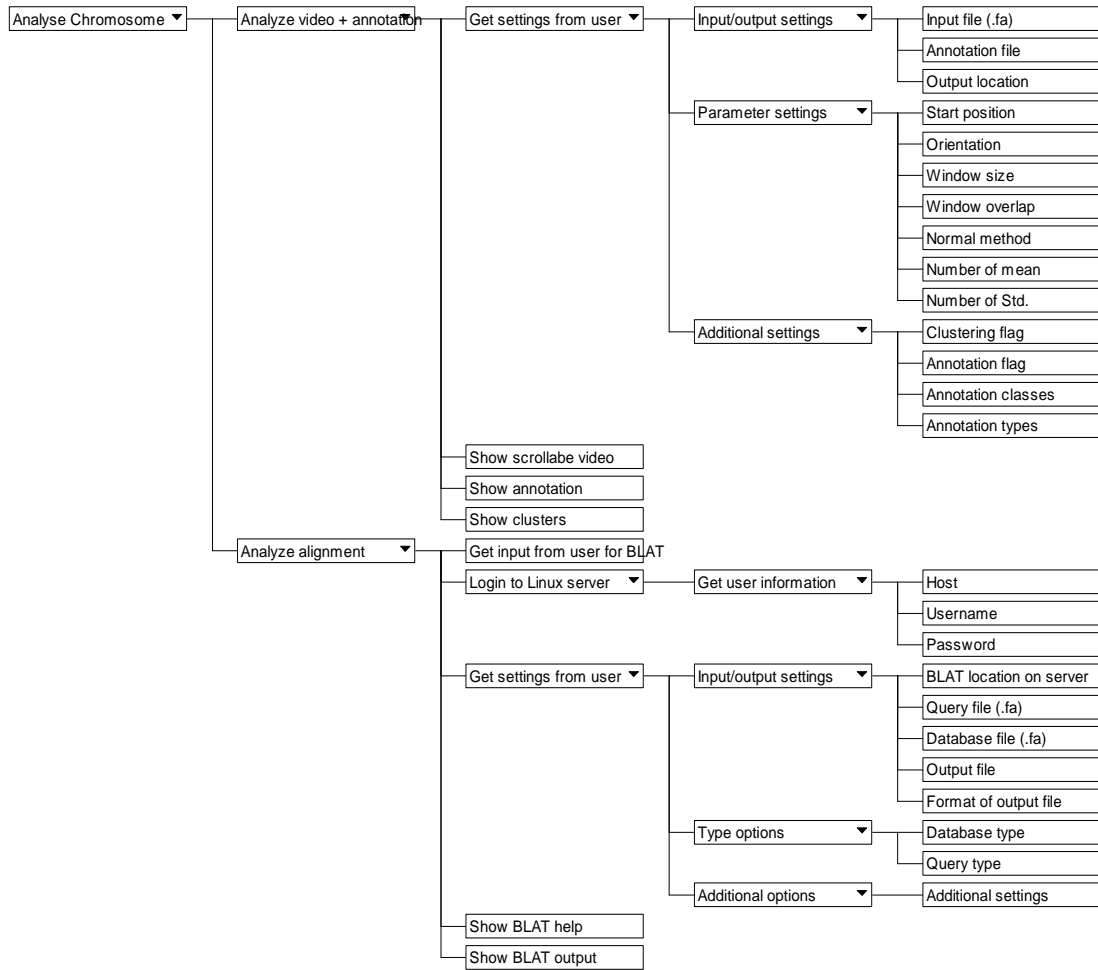 Analyse Chromosome
Analyze video + annotation
Get settings from user
Input/output settings
Input file (.fa)
Annotation file
Output location
Parameter settings
Start position
Orientation
Window size
Window overlap
Normal method
Number of mean
Number of Std.
Additional settings
Clustering flag
Annotation flag
Annotation classes
Annotation types
Show scrollabe video
Show annotation
Show clusters
Analyze alignment
Get input from user for BLAT
Login to Linux server
Get user information
Host
Username
Password
Get settings from user
Input/output settings
BLAT location on server
Query file (.fa)
Database file (.fa)
Output file
Format of output file
Type options
Database type
Query type
Additional options
Additional settings
Show BLAT help
Show BLAT output